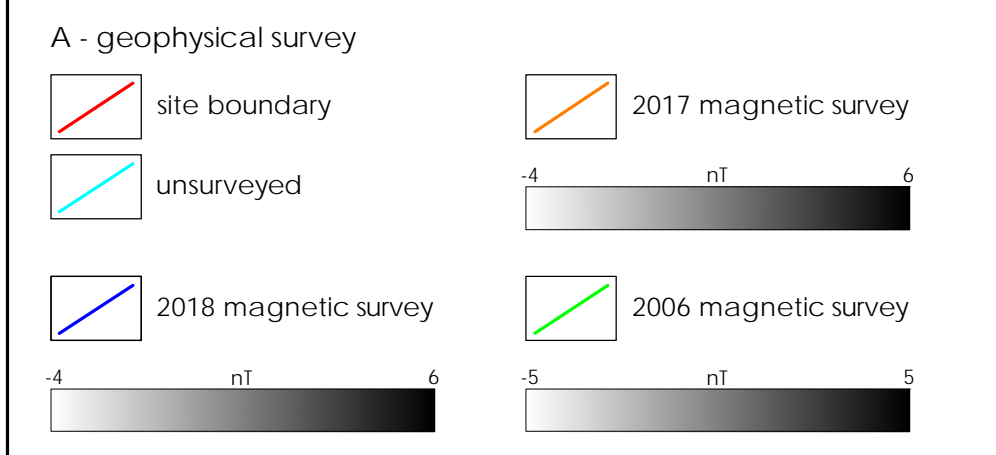 A - geophysical survey
site boundary
2017 magnetic survey
-4 nT 6
unsurveyed
2018 magnetic survey
2006 magnetic survey
-4 nT 6
-5 nT 5